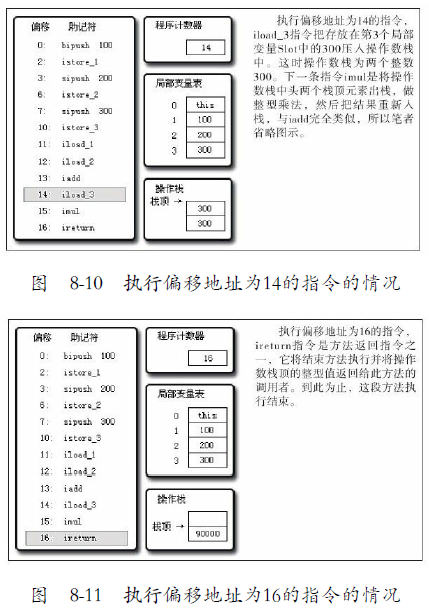 偏移 助记符
0: bipush 100
2: istore_1
3: sipush 200
6: istore_2
7: sipush 300
10: istore_3
11: iload_1
12: iload_2
13: iadd
14 iload_3
15: imul
16: ireturn
程序计数器
14
局部变量表
0 this
1 100
2 200
3 300
操作栈
栈顶 →
300
300
执行偏移地址为14的指令，
iload_3指令把存放在第3个局部
变量Slot中的300压入操作数栈
中。这时操作数栈为两个整数
300。下一条指令imul是将操作
数栈中头两个栈顶元素出栈，做
整型乘法，然后把结果重新入
栈，与iadd完全类似，所以笔者
省略图示。
图 8-10 执行偏移地址为14的指令的情况
偏移 助记符
0: bipush 100
2: istore_1
3: sipush 200
6: istore_2
7: sipush 300
10: istore_3
11: iload_1
12: iload_2
13: iadd
14: iload_3
15: imul
16 ireturn
程序计数器
16
局部变量表
0 this
1 100
2 200
3 300
操作栈
栈顶 → 90000
执行偏移地址为16的指令，
ireturn指令是方法返回指令之
一，它将结束方法执行并将操作
数栈顶的整型值返回给此方法的
调用者。到此为止，这段方法执
行结束。
图 8-11 执行偏移地址为16的指令的情况